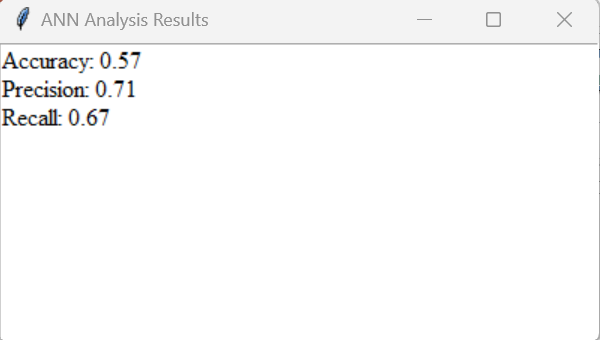 ANN Analysis Results
Accuracy: 0.57
Precision: 0.71
Recall: 0.67